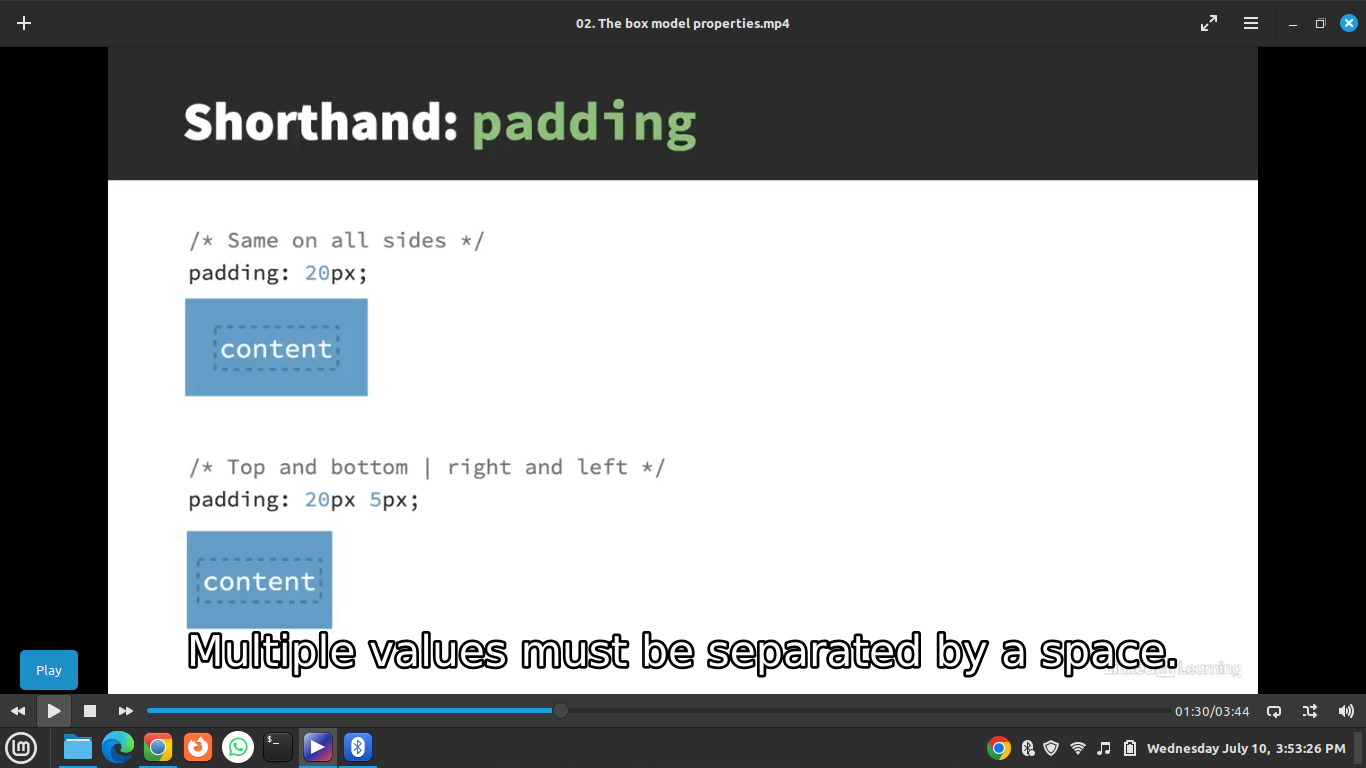 02. The box model properties.mp4
Shorthand: padding
/* Same on all sides */
padding: 20px;
content
/* Top and bottom | right and left */
padding: 20px 5px;
content
Multiple values must be separated by a space.
Learning
Play
01:30/03:44
Wednesday July 10, 3:53:26 PM